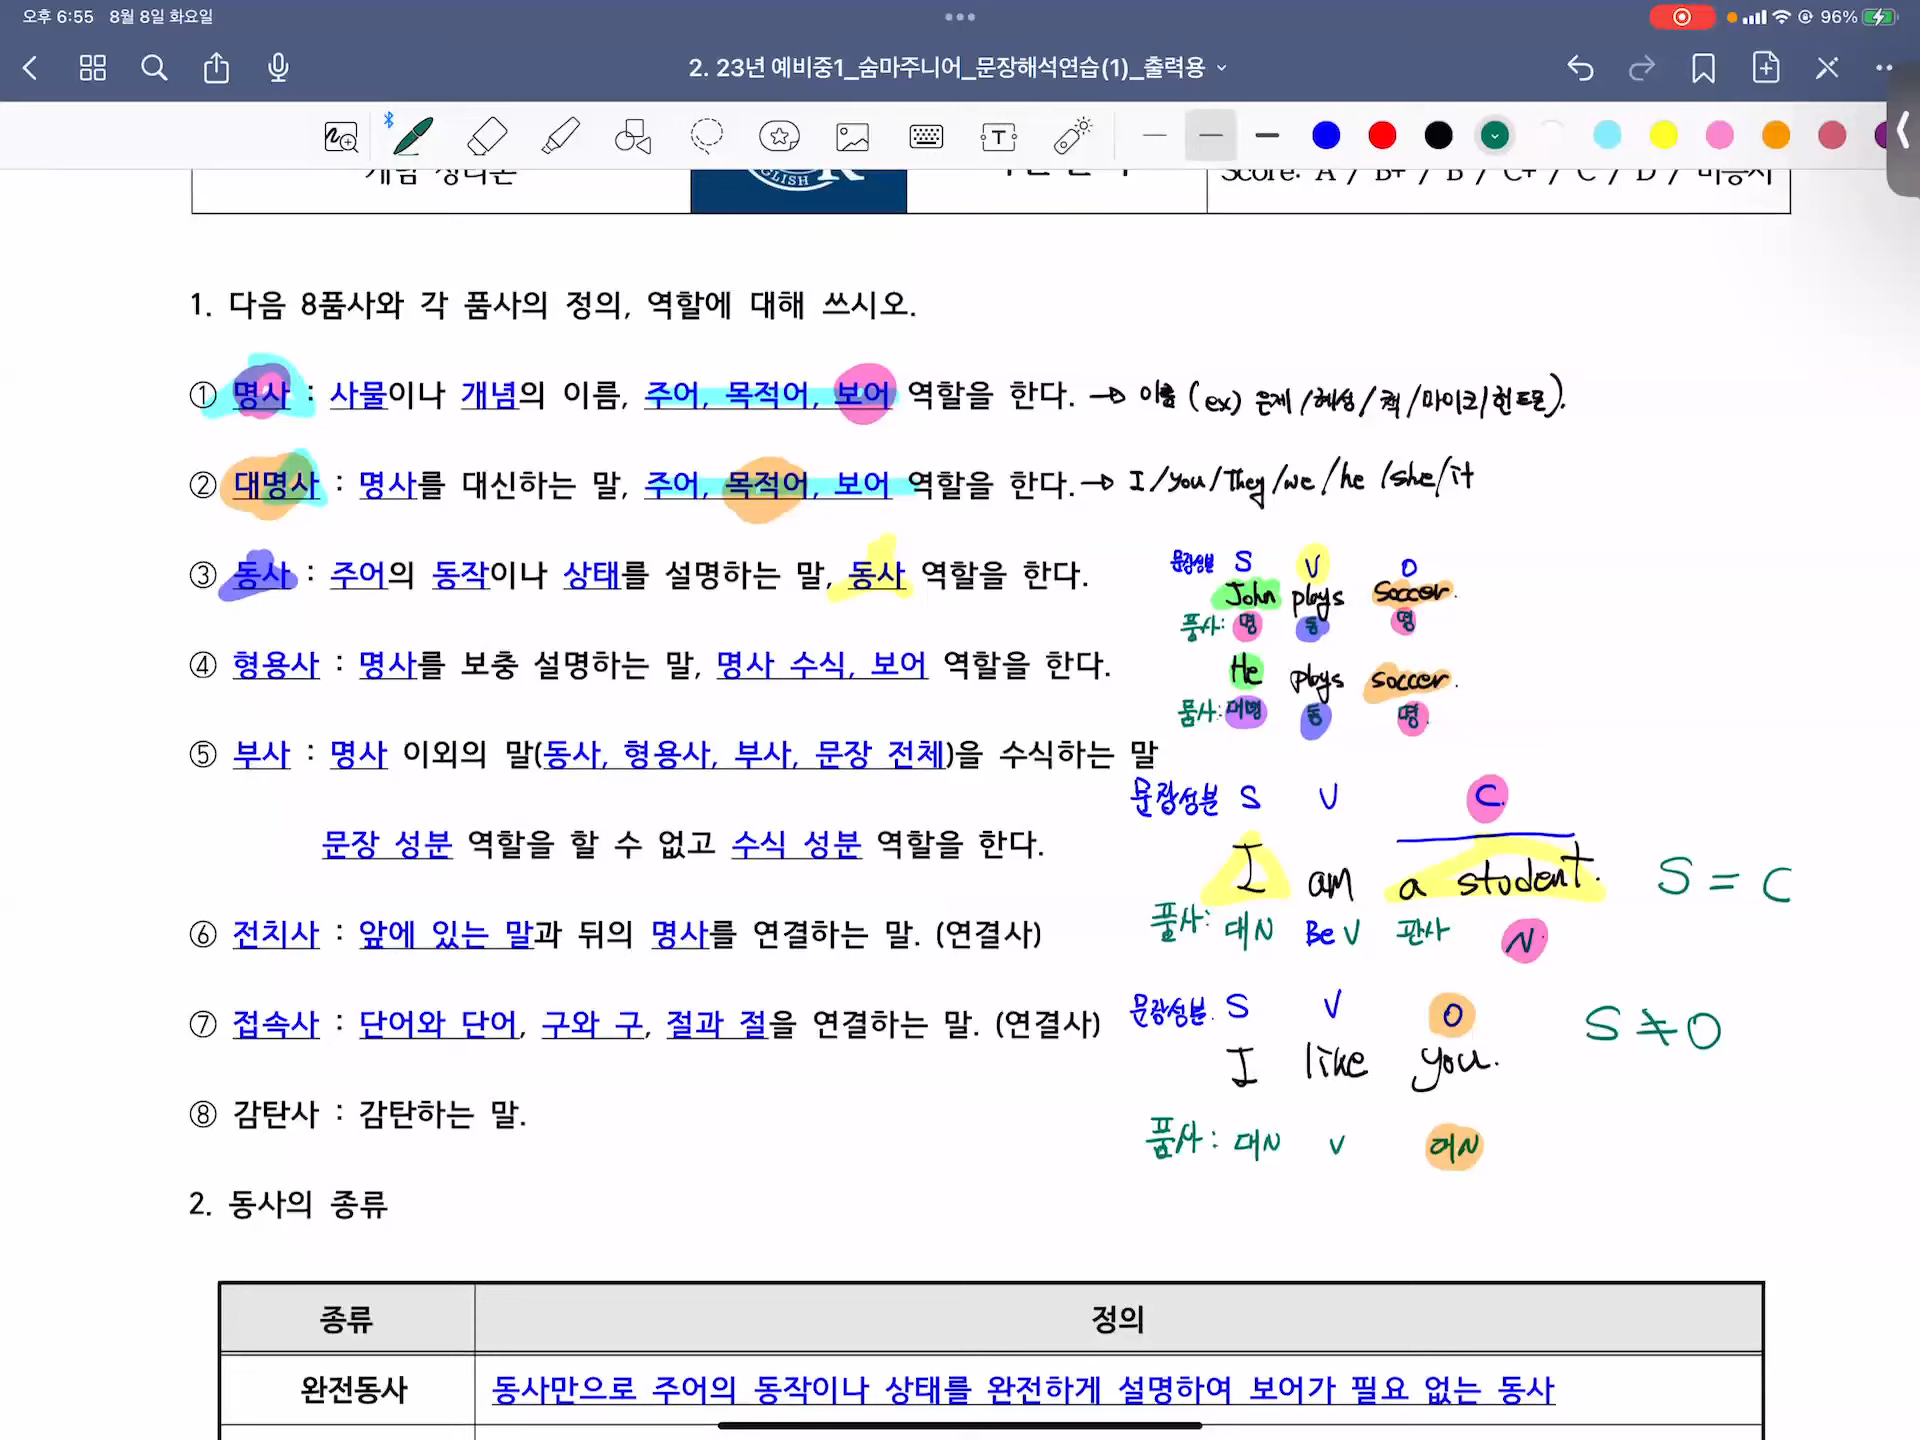 오후 6:55 8월 8일 화요일
96%
2. 23년 예비중1_숨마주니어_문장해석연습(1)_출력용
GLISH
Score: A / B+ / B / C+ / C / D / 미응시
1. 다음 8품사와 각 품사의 정의, 역할에 대해 쓰시오.
① 명사 : 사물이나 개념의 이름, 주어, 목적어, 보어 역할을 한다. → 이름 (ex) 은제/혜성/책/마이크/핸드폰).
② 대명사 : 명사를 대신하는 말, 주어, 목적어, 보어 역할을 한다. → I/you/They/we/he/she/it
③ 동사 : 주어의 동작이나 상태를 설명하는 말, 동사 역할을 한다.
문장성분 S V O
John plays soccer.
품사: 명 동 명
④ 형용사 : 명사를 보충 설명하는 말, 명사 수식, 보어 역할을 한다.
He plays soccer.
품사: 대명 동 명
⑤ 부사 : 명사 이외의 말(동사, 형용사, 부사, 문장 전체)을 수식하는 말
문장 성분 역할을 할 수 없고 수식 성분 역할을 한다.
문장성분 S V C
I am a student. S = C
품사: 대N Be V 관사 N
⑥ 전치사 : 앞에 있는 말과 뒤의 명사를 연결하는 말. (연결사)
⑦ 접속사 : 단어와 단어, 구와 구, 절과 절을 연결하는 말. (연결사)
문장성분. S V O
I like you. S ≠ O
품사: 대N V 대N
⑧ 감탄사 : 감탄하는 말.
2. 동사의 종류
종류 정의
완전동사 동사만으로 주어의 동작이나 상태를 완전하게 설명하여 보어가 필요 없는 동사